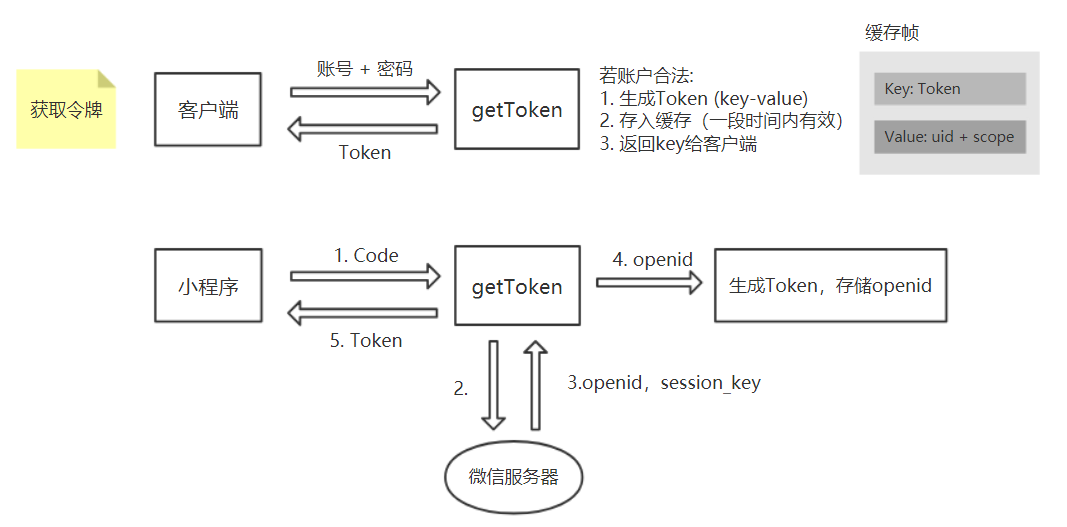 缓存帧
获取令牌
客户端
账号 + 密码
Token
getToken
若账户合法:
1. 生成Token (key-value)
2. 存入缓存（一段时间内有效）
3. 返回key给客户端
Key: Token
Value: uid + scope
小程序
1. Code
5. Token
getToken
4. openid
生成Token，存储openid
2.
3.openid，session_key
微信服务器